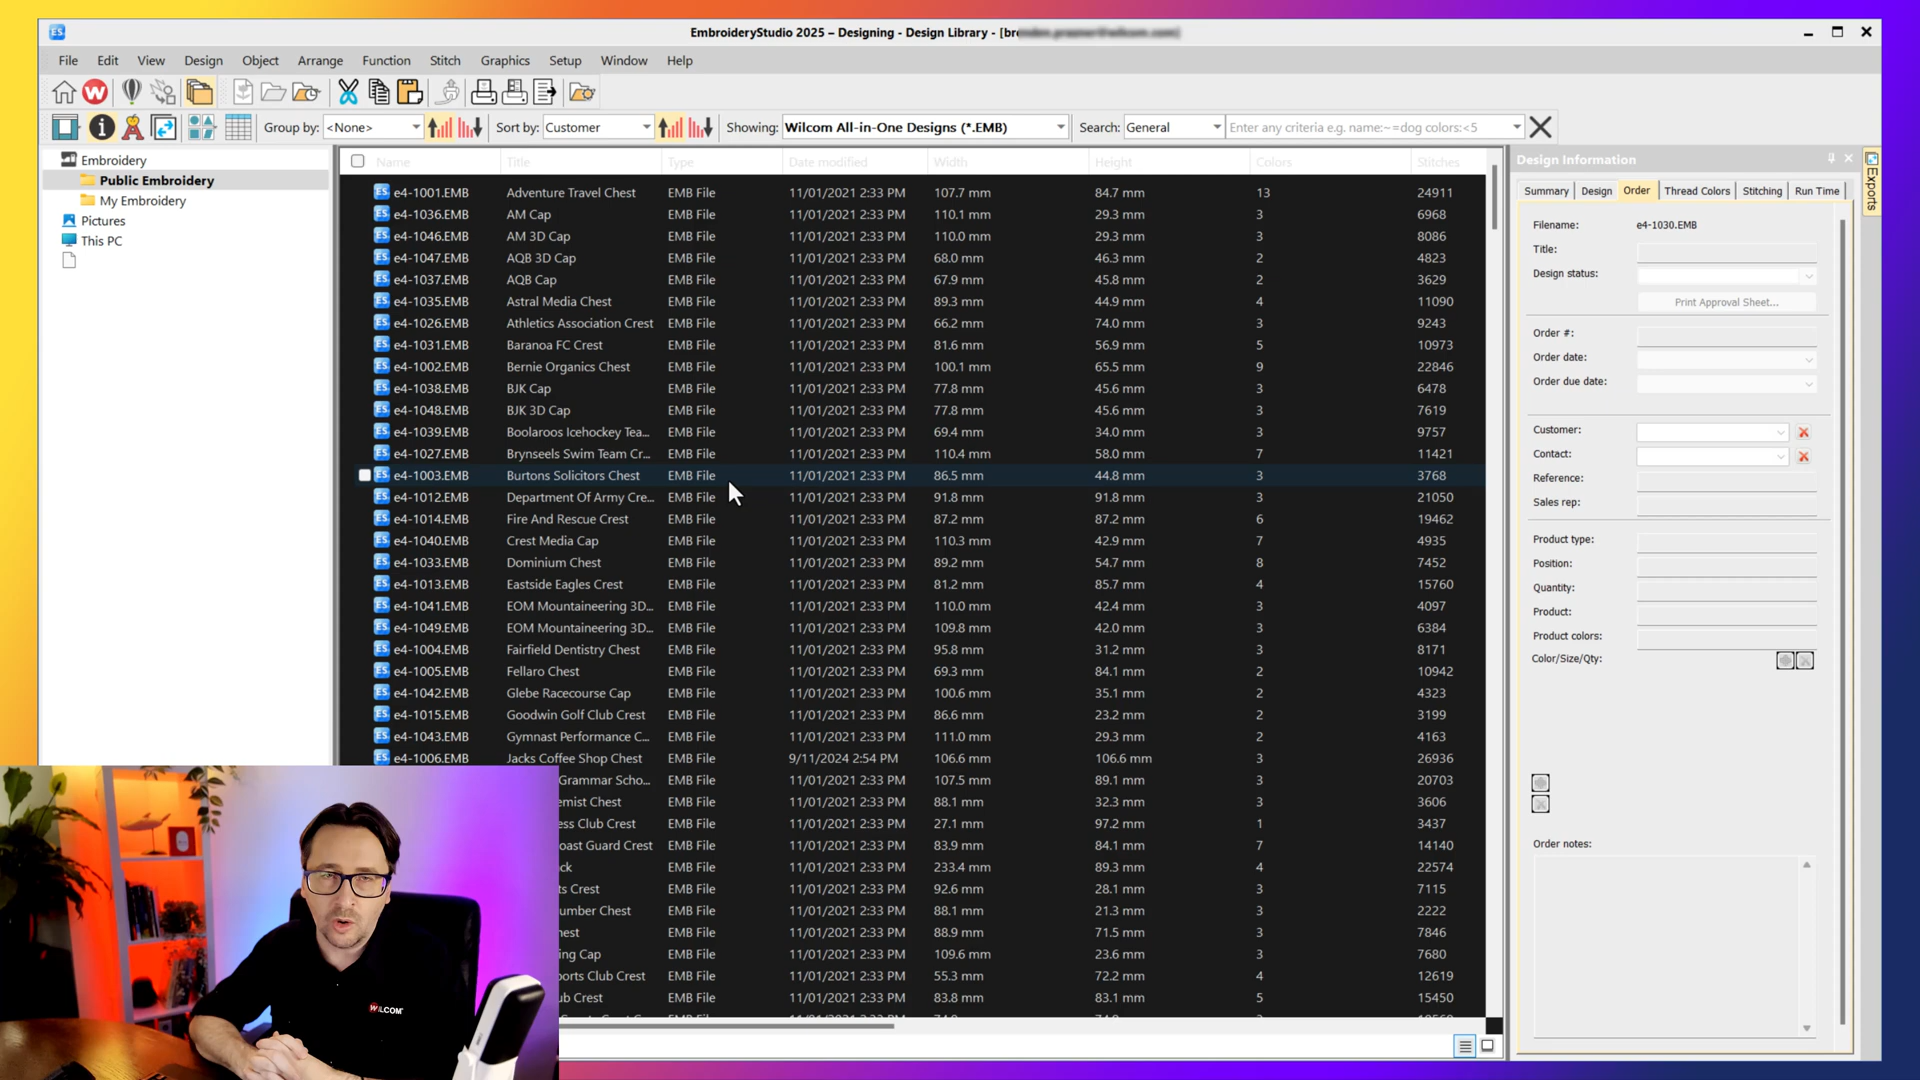 EmbroideryStudio 2025 – Designing - Design Library - [br
File Edit View Design Object Arrange Function Stitch Graphics Setup Window Help
Group by: <None> Sort by: Customer Showing: Wilcom All-in-One Designs (*.EMB) Search: General Enter any criteria e.g. name:~=dog colors:<5
Embroidery
Public Embroidery
My Embroidery
Pictures
This PC
Name Title Type Date modified Width Height Colors Stitches
e4-1001.EMB Adventure Travel Chest EMB File 11/01/2021 2:33 PM 107.7 mm 84.7 mm 13 24911
e4-1036.EMB AM Cap EMB File 11/01/2021 2:33 PM 110.1 mm 29.3 mm 3 6968
e4-1046.EMB AM 3D Cap EMB File 11/01/2021 2:33 PM 110.0 mm 29.3 mm 3 8086
e4-1047.EMB AQB 3D Cap EMB File 11/01/2021 2:33 PM 68.0 mm 46.3 mm 2 4823
e4-1037.EMB AQB Cap EMB File 11/01/2021 2:33 PM 67.9 mm 45.8 mm 2 3629
e4-1035.EMB Astral Media Chest EMB File 11/01/2021 2:33 PM 89.3 mm 44.9 mm 4 11090
e4-1026.EMB Athletics Association Crest EMB File 11/01/2021 2:33 PM 66.2 mm 74.0 mm 3 9243
e4-1031.EMB Baranoa FC Crest EMB File 11/01/2021 2:33 PM 81.6 mm 56.9 mm 5 10973
e4-1002.EMB Bernie Organics Chest EMB File 11/01/2021 2:33 PM 100.1 mm 65.5 mm 9 22846
e4-1038.EMB BJK Cap EMB File 11/01/2021 2:33 PM 77.8 mm 45.6 mm 3 6478
e4-1048.EMB BJK 3D Cap EMB File 11/01/2021 2:33 PM 77.8 mm 45.6 mm 3 7619
e4-1039.EMB Boolaroos Icehockey Tea... EMB File 11/01/2021 2:33 PM 69.4 mm 34.0 mm 3 9757
e4-1027.EMB Brynseels Swim Team Cr... EMB File 11/01/2021 2:33 PM 110.4 mm 58.0 mm 7 11421
e4-1003.EMB Burtons Solicitors Chest EMB File 11/01/2021 2:33 PM 86.5 mm 44.8 mm 3 3768
e4-1012.EMB Department Of Army Cre... EMB File 11/01/2021 2:33 PM 91.8 mm 91.8 mm 3 21050
e4-1014.EMB Fire And Rescue Crest EMB File 11/01/2021 2:33 PM 87.2 mm 87.2 mm 6 19462
e4-1040.EMB Crest Media Cap EMB File 11/01/2021 2:33 PM 110.3 mm 42.9 mm 7 4935
e4-1033.EMB Dominium Chest EMB File 11/01/2021 2:33 PM 89.2 mm 54.7 mm 8 7452
e4-1013.EMB Eastside Eagles Crest EMB File 11/01/2021 2:33 PM 81.2 mm 85.7 mm 4 15760
e4-1041.EMB EOM Mountaineering 3D... EMB File 11/01/2021 2:33 PM 110.0 mm 42.4 mm 3 4097
e4-1049.EMB EOM Mountaineering 3D... EMB File 11/01/2021 2:33 PM 109.8 mm 42.0 mm 3 6384
e4-1004.EMB Fairfield Dentistry Chest EMB File 11/01/2021 2:33 PM 95.8 mm 31.2 mm 3 8171
e4-1005.EMB Fellaro Chest EMB File 11/01/2021 2:33 PM 69.3 mm 84.1 mm 2 10942
e4-1042.EMB Glebe Racecourse Cap EMB File 11/01/2021 2:33 PM 100.6 mm 35.1 mm 2 4323
e4-1015.EMB Goodwin Golf Club Crest EMB File 11/01/2021 2:33 PM 86.6 mm 23.2 mm 2 3199
e4-1043.EMB Gymnast Performance C... EMB File 11/01/2021 2:33 PM 111.0 mm 29.3 mm 2 4163
e4-1006.EMB Jacks Coffee Shop Chest EMB File 9/11/2024 2:54 PM 106.6 mm 106.6 mm 3 26936
Grammar Scho... EMB File 11/01/2021 2:33 PM 107.5 mm 89.1 mm 3 20703
emist Chest EMB File 11/01/2021 2:33 PM 88.1 mm 32.3 mm 3 3606
ess Club Crest EMB File 11/01/2021 2:33 PM 27.1 mm 97.2 mm 1 3437
oast Guard Crest EMB File 11/01/2021 2:33 PM 83.9 mm 84.1 mm 7 14140
ck EMB File 11/01/2021 2:33 PM 233.4 mm 89.3 mm 4 22574
ts Crest EMB File 11/01/2021 2:33 PM 92.6 mm 28.1 mm 3 7115
umber Chest EMB File 11/01/2021 2:33 PM 88.1 mm 21.3 mm 3 2222
hest EMB File 11/01/2021 2:33 PM 88.9 mm 71.5 mm 3 7846
ing Cap EMB File 11/01/2021 2:33 PM 109.6 mm 23.6 mm 3 7680
orts Club Crest EMB File 11/01/2021 2:33 PM 55.3 mm 72.2 mm 4 12619
ub Crest EMB File 11/01/2021 2:33 PM 83.8 mm 83.1 mm 5 15450
Design Information
Summary Design Order Thread Colors Stitching Run Time
Filename: e4-1030.EMB
Title:
Design status:
Print Approval Sheet...
Order #:
Order date:
Order due date:
Customer:
Contact:
Reference:
Sales rep:
Product type:
Position:
Quantity:
Product:
Product colors:
Color/Size/Qty:
Order notes:
Exports
WILCOM